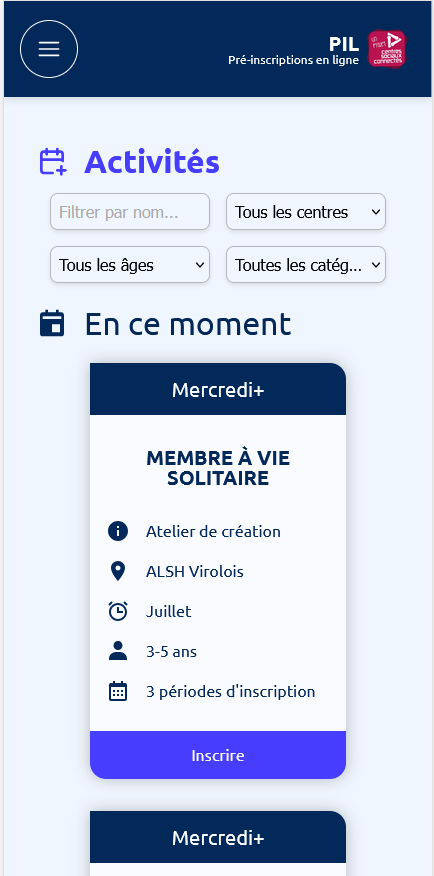 PIL
Pré-inscriptions en ligne
centres
sociaux
connectés
Activités
Filtrer par nom...
Tous les centres
Tous les âges
Toutes les catég...
En ce moment
Mercredi+
MEMBRE À VIE
SOLITAIRE
Atelier de création
ALSH Virolois
Juillet
3-5 ans
3 périodes d'inscription
Inscrire
Mercredi+